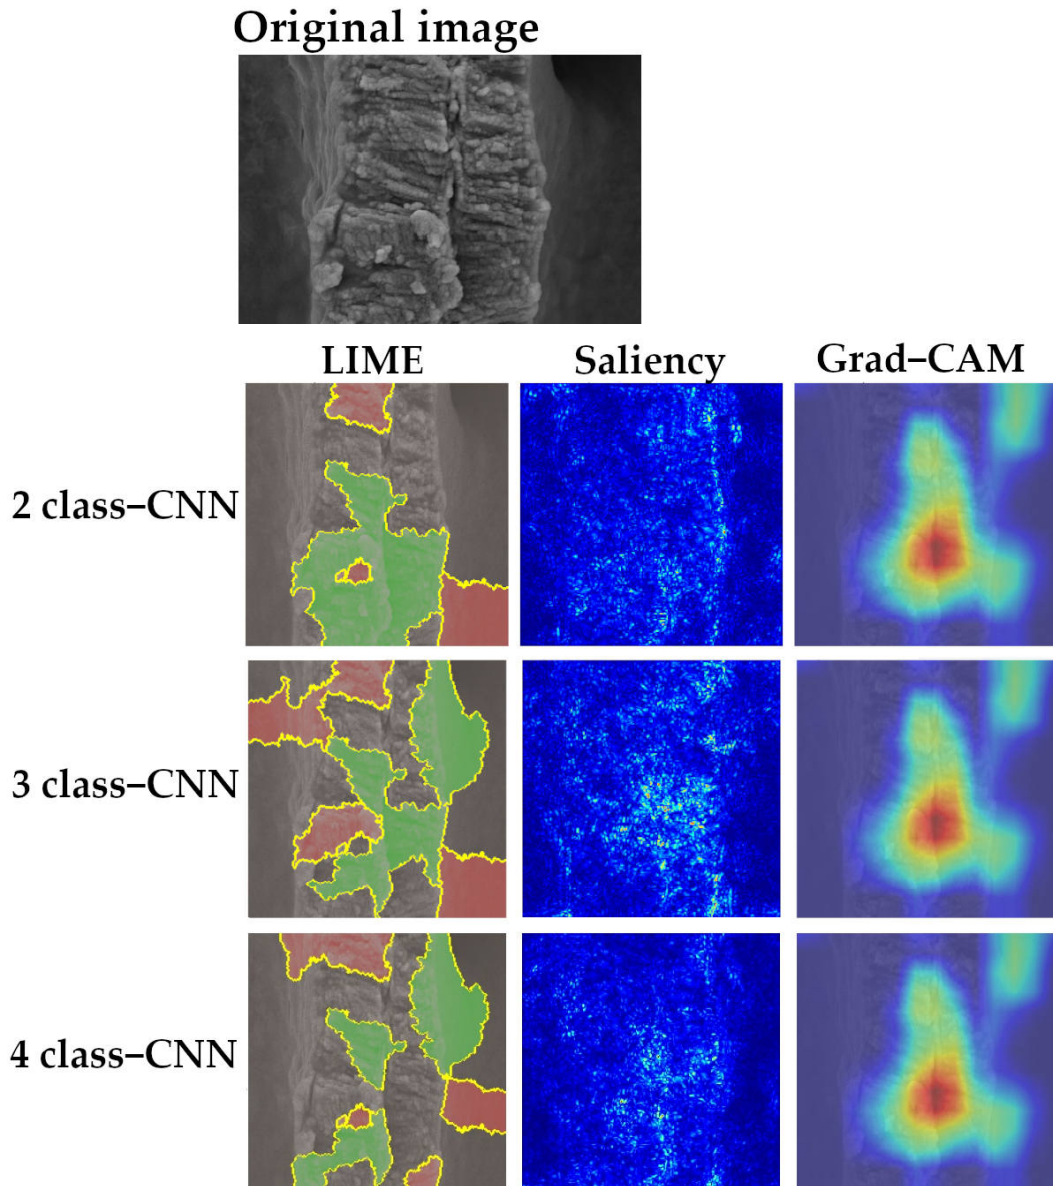 Original image
LIME
Saliency
Grad–CAM
2 class–CNN
3 class–CNN
4 class–CNN